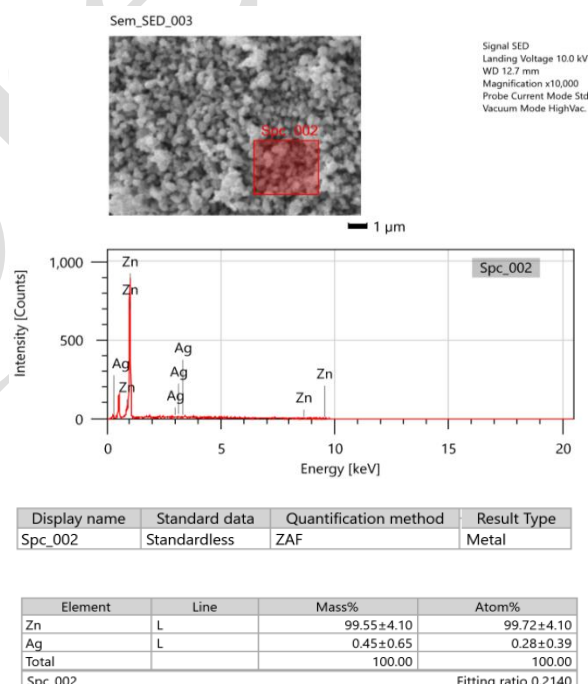 Sem_SED_003
Signal SED
Landing Voltage 10.0 kV
WD 12.7 mm
Magnification x10,000
Probe Current Mode Std
Vacuum Mode HighVac.
Spc_002
1 μm
Spc_002
Intensity [Counts]
1,000
500
0
Zn
Zn
Ag
Zn
Ag
Ag
Ag
Zn
Zn
0 5 10 15 20
Energy [keV]
Display name Standard data Quantification method Result Type
Spc_002 Standardless ZAF Metal
Element Line Mass% Atom%
Zn L 99.55±4.10 99.72±4.10
Ag L 0.45±0.65 0.28±0.39
Total 100.00 100.00
Spc_002 Fitting ratio 0.2140